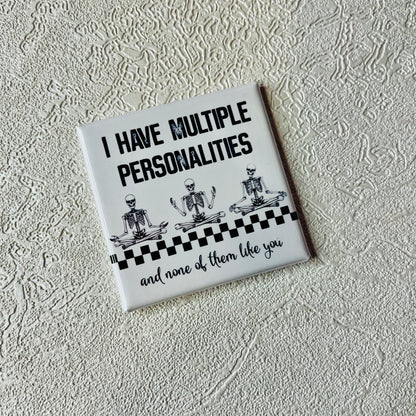 I HAVE MULTIPLE
PERSONALITIES
and none of them like you